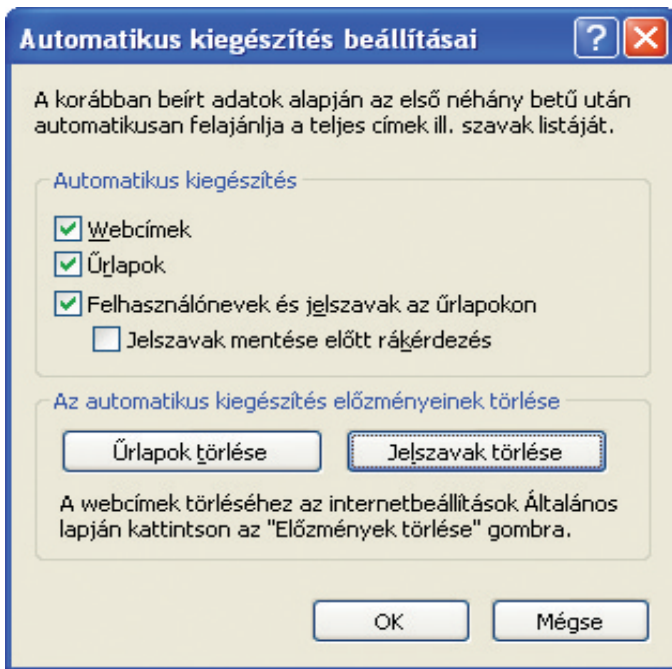 Automatikus kiegészítés beállításai
A korábban beírt adatok alapján az első néhány betű után
automatikusan felajánlja a teljes címek ill. szavak listáját.
Automatikus kiegészítés
Webcímek
Űrlapok
Felhasználónevek és jelszavak az űrlapokon
Jelszavak mentése előtt rákérdezés
Az automatikus kiegészítés előzményeinek törlése
Űrlapok törlése
Jelszavak törlése
A webcímek törléséhez az internetbeállítások Általános
lapján kattintson az "Előzmények törlése" gombra.
OK
Mégse